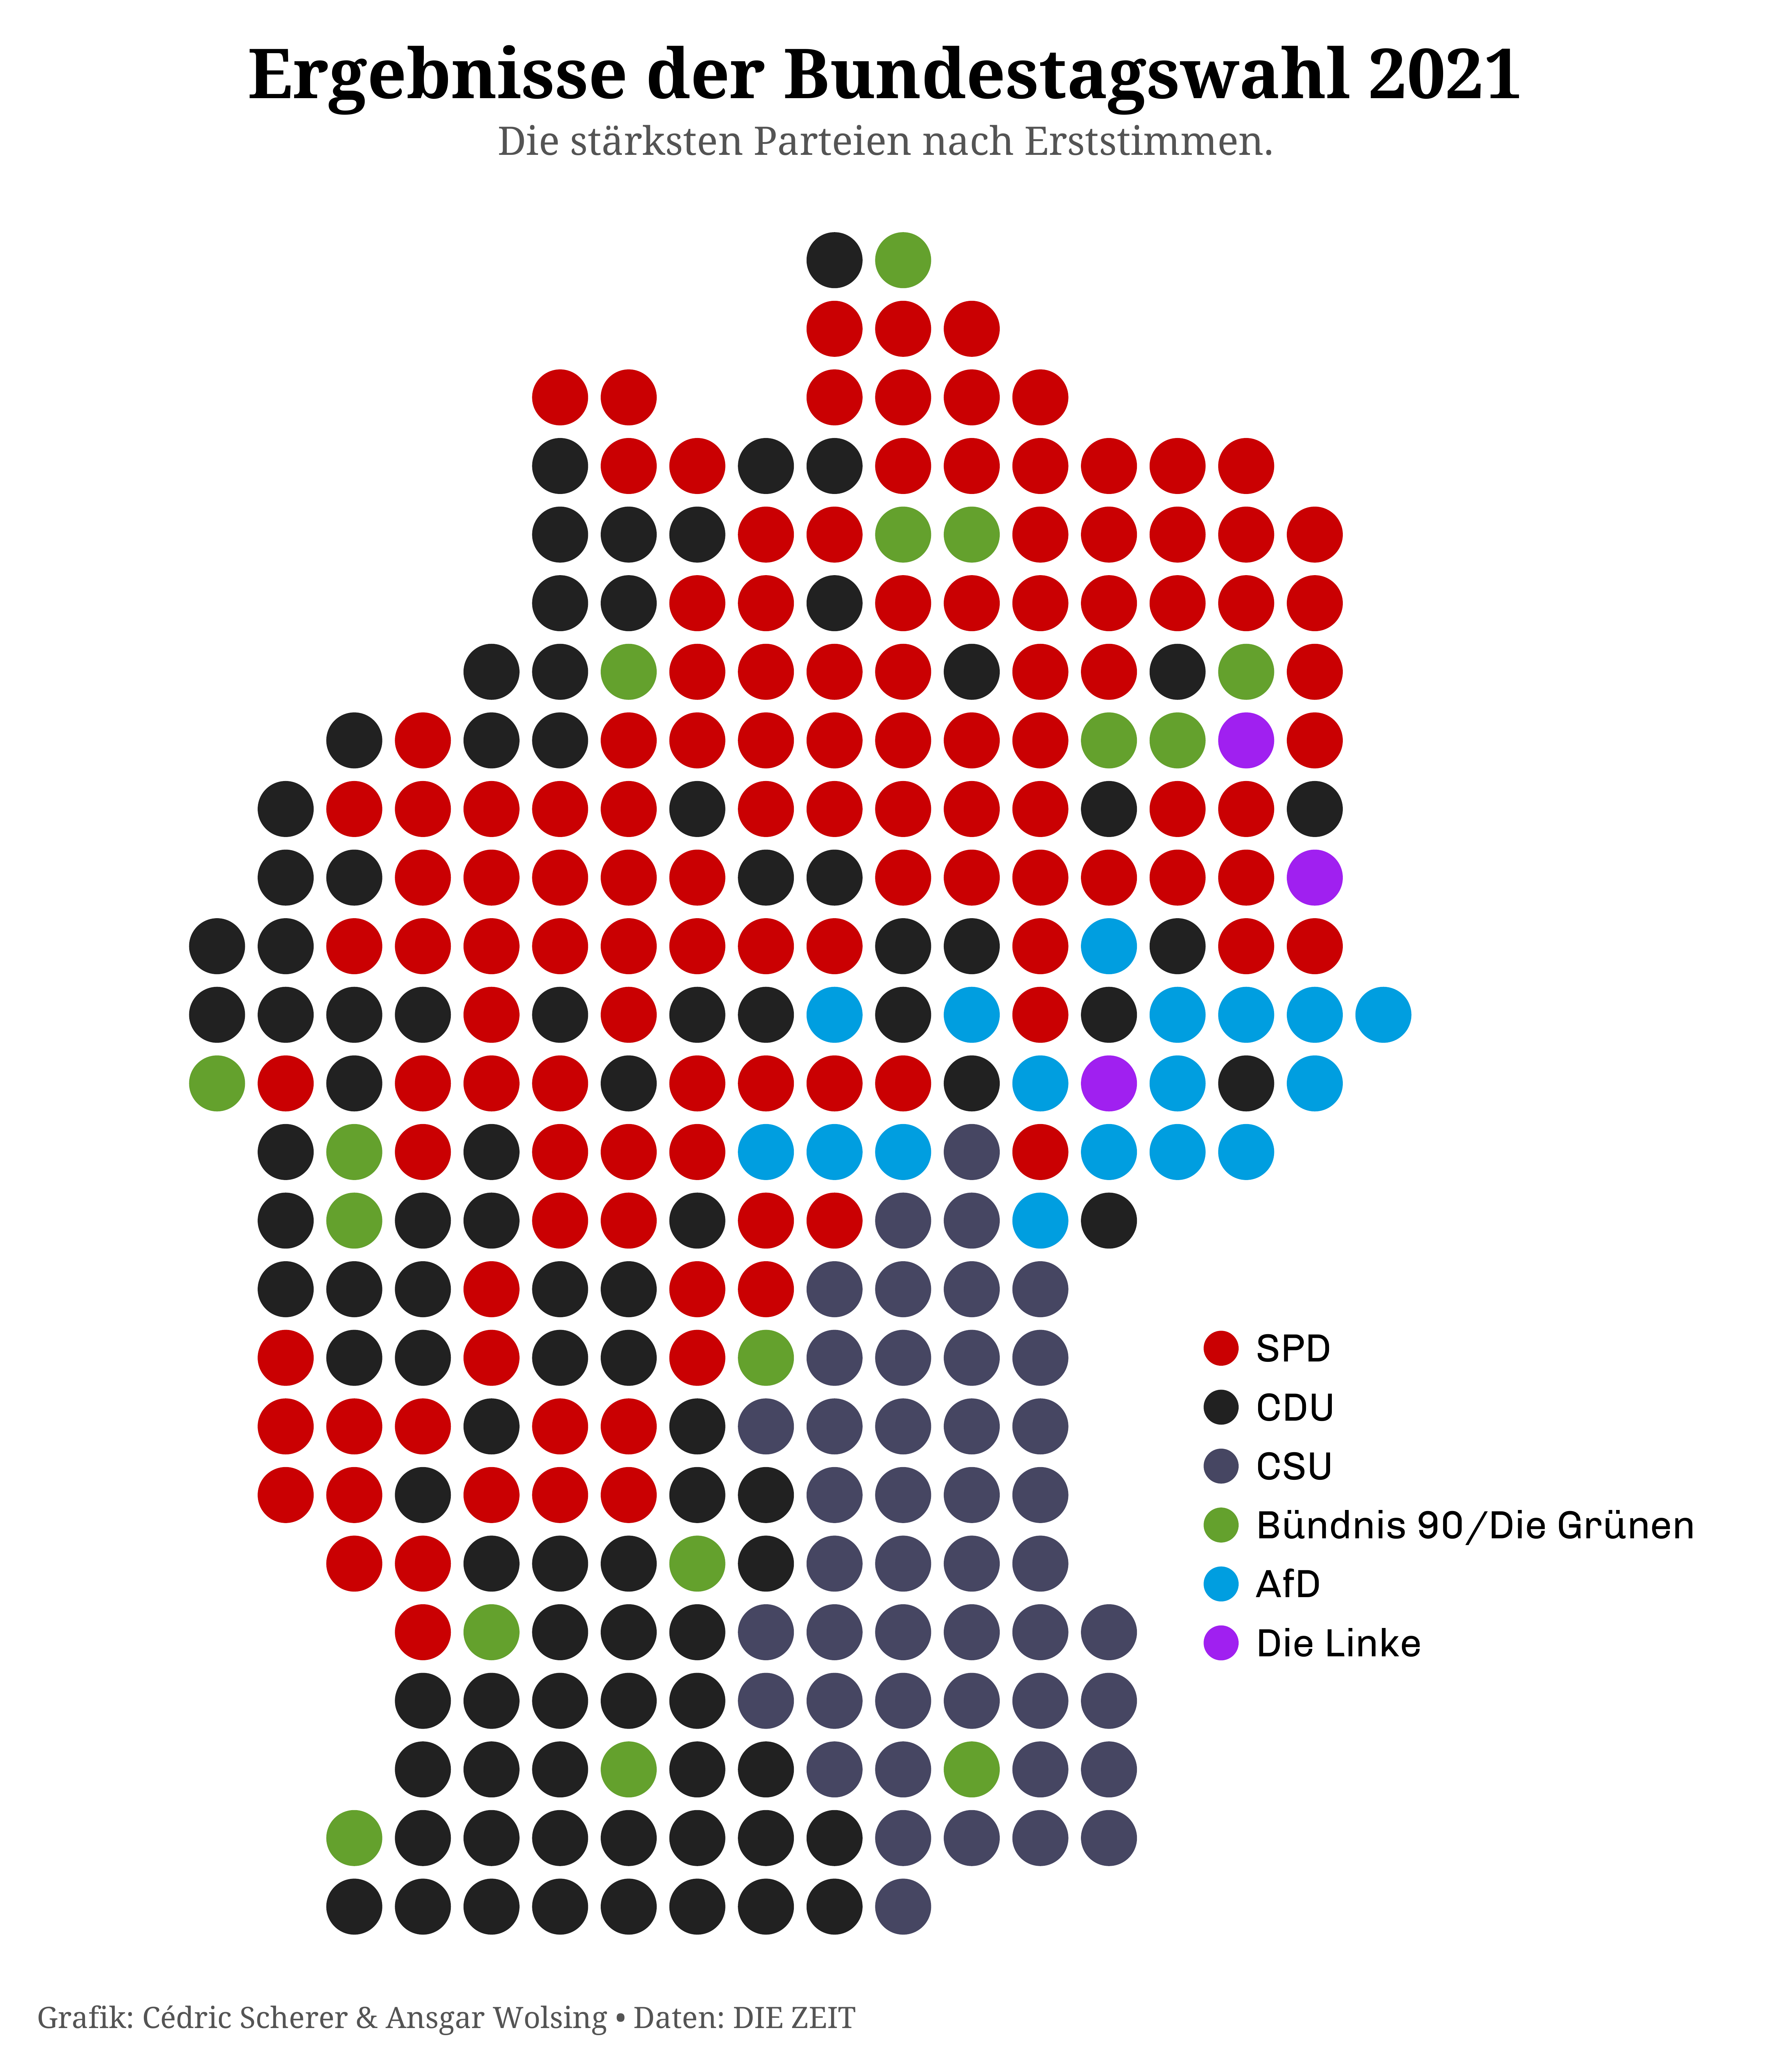 Ergebnisse der Bundestagswahl 2021
Die stärksten Parteien nach Erststimmen.
SPD
CDU
CSU
Bündnis 90/Die Grünen
AfD
Die Linke
Grafik: Cédric Scherer & Ansgar Wolsing • Daten: DIE ZEIT